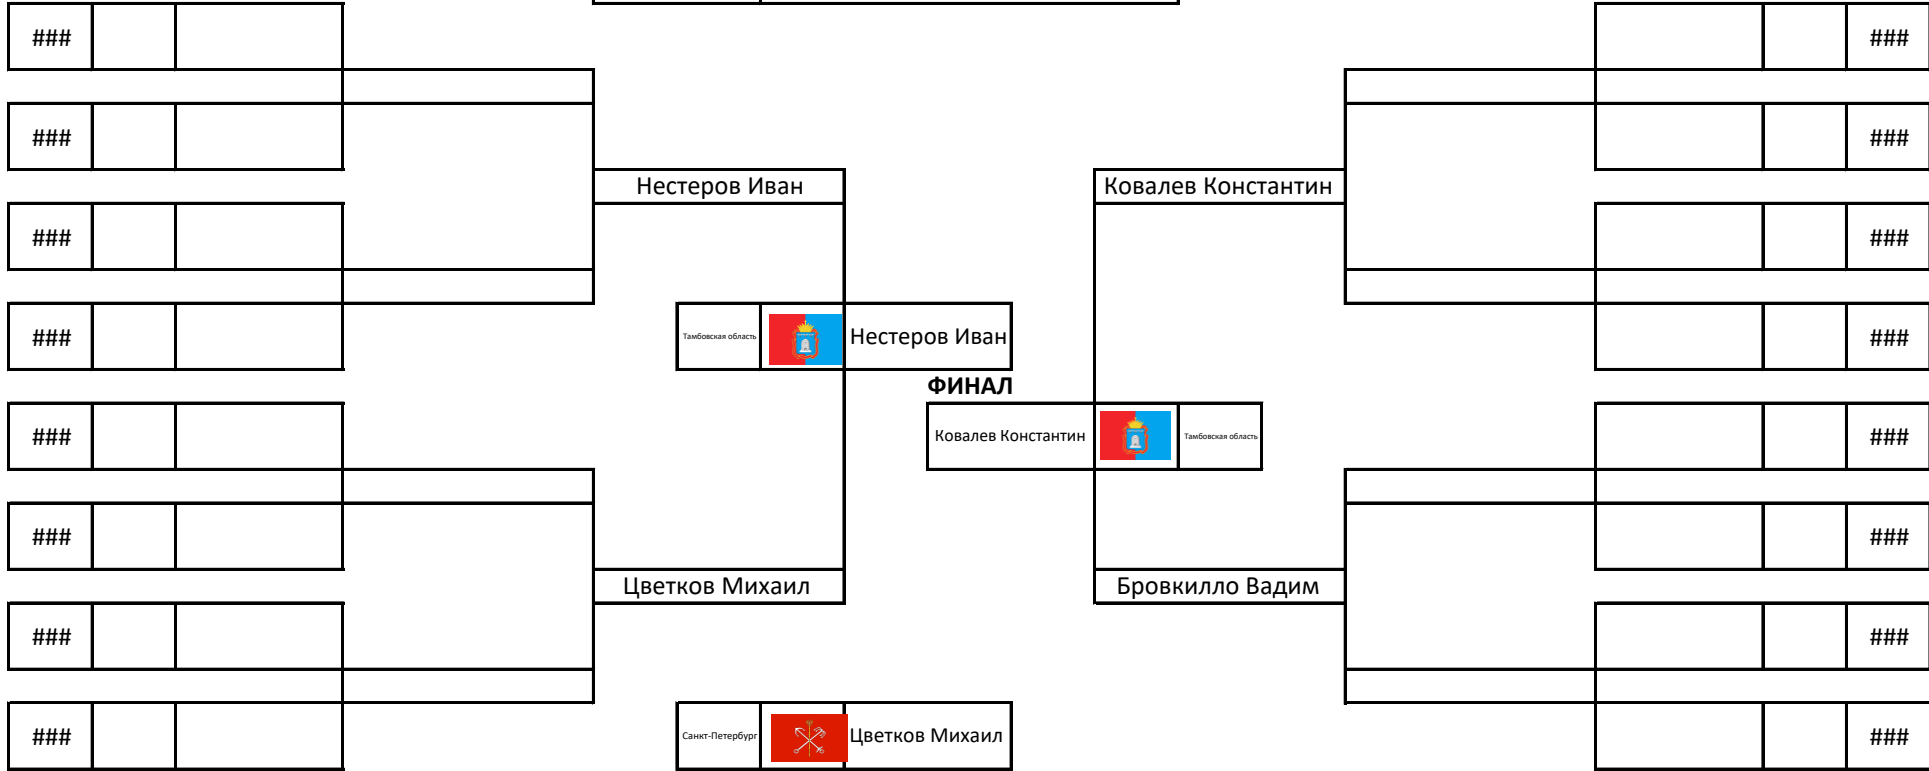 ### ###
### ###
Нестеров Иван Ковалев Константин
### ###
### Тамбовская область Нестеров Иван ###
ФИНАЛ
### Ковалев Константин Тамбовская область ###
### ###
Цветков Михаил Бровкилло Вадим
### ###
### Санкт-Петербург Цветков Михаил ###